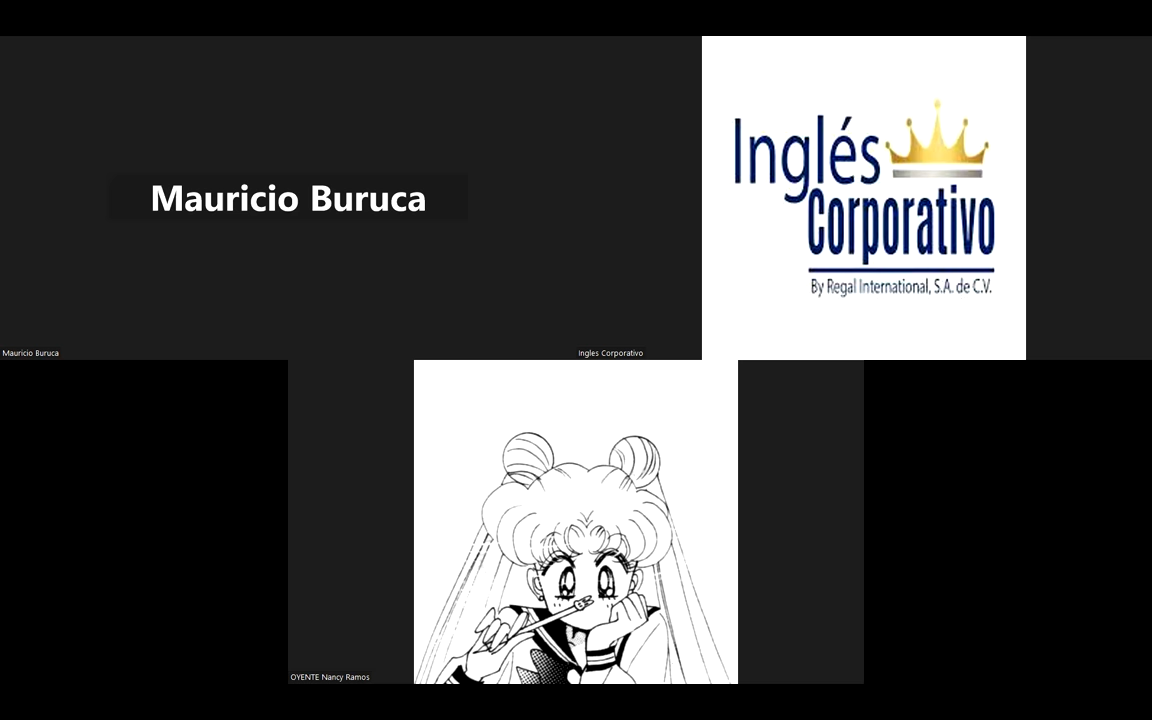 Mauricio Buruca
Inglés
Corporativo
By Regal International, S.A. de C.V.
Mauricio Buruca
Ingles Corporativo
OYENTE Nancy Ramos